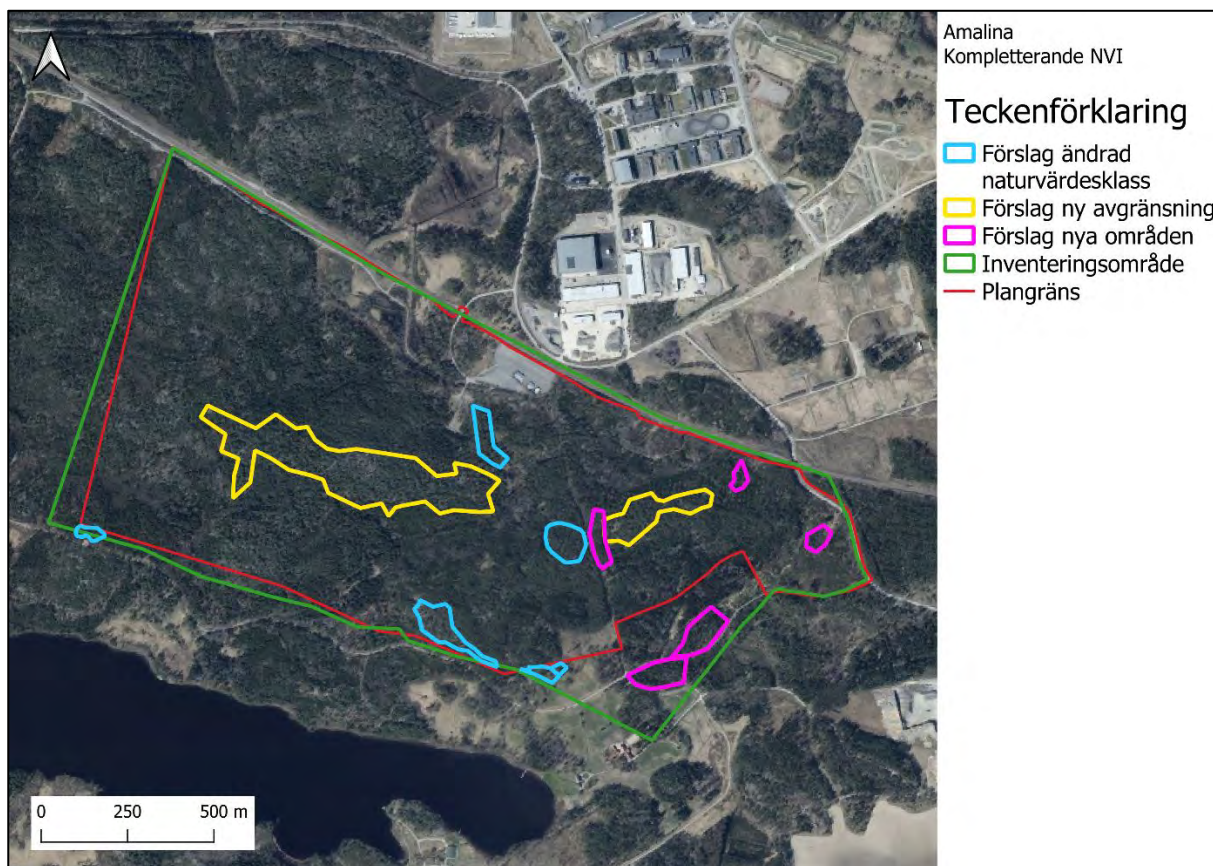 Amalina
Kompletterande NVI
Teckenförklaring
Förslag ändrad
naturvärdesklass
Förslag ny avgränsning
Förslag nya områden
Inventeringsområde
Plangräns
0 250 500 m